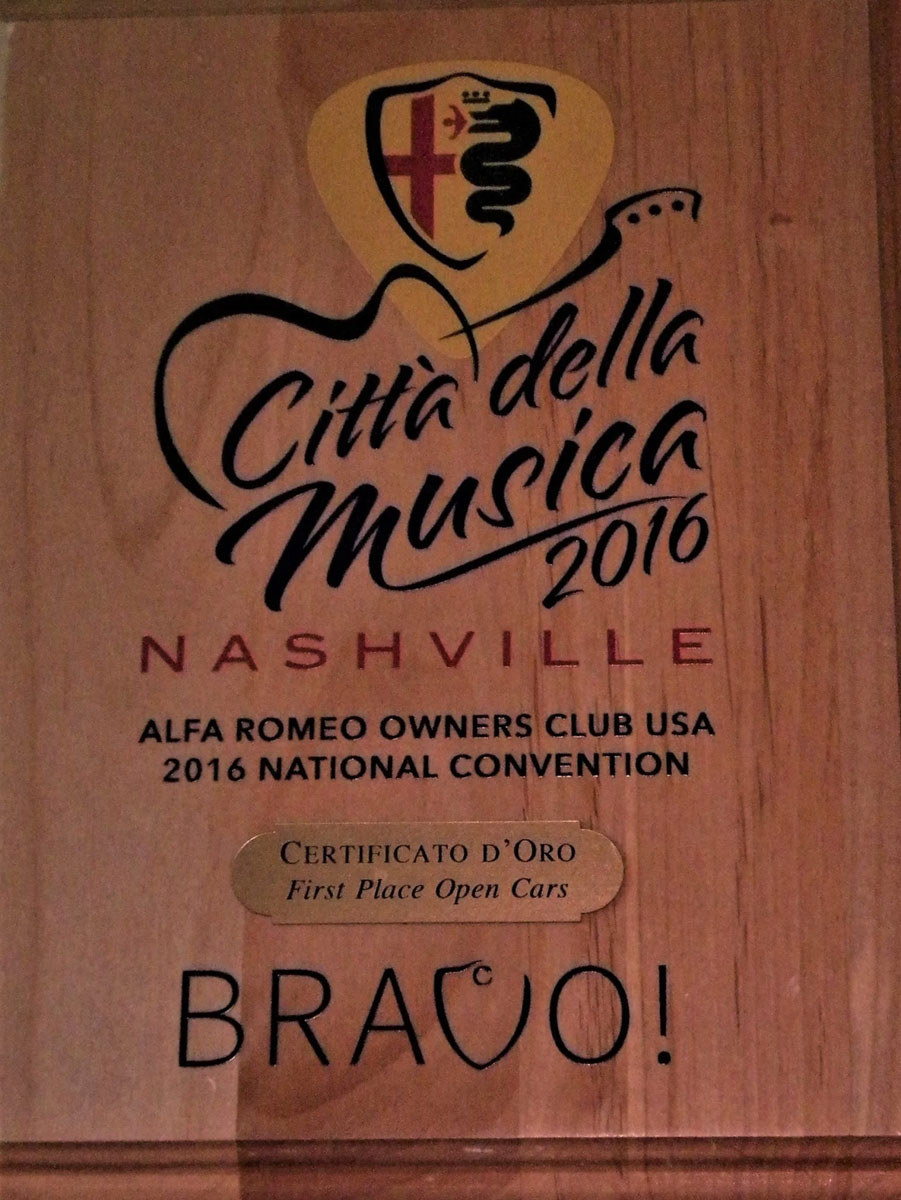 Città della
Musica
2016
NASHVILLE
ALFA ROMEO OWNERS CLUB USA
2016 NATIONAL CONVENTION
CERTIFICATO D'ORO
First Place Open Cars
BRAVO!
C